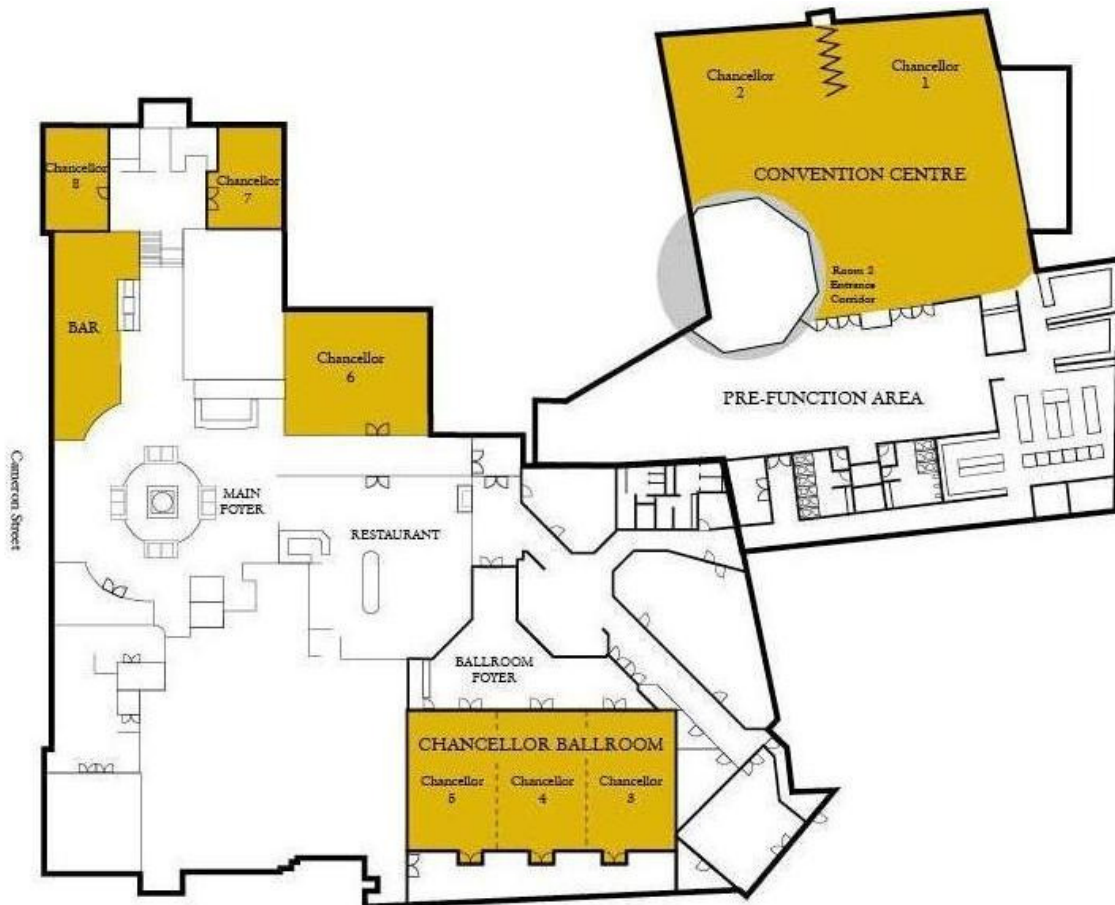 Chancellor
2
Chancellor
1
CONVENTION CENTRE
Chancellor
8
Chancellor
7
Room 2
Entrance
Corridor
BAR
Chancellor
6
PRE-FUNCTION AREA
Cameron Street
MAIN
FOYER
RESTAURANT
BALLROOM
FOYER
CHANCELLOR BALLROOM
Chancellor
5
Chancellor
4
Chancellor
3